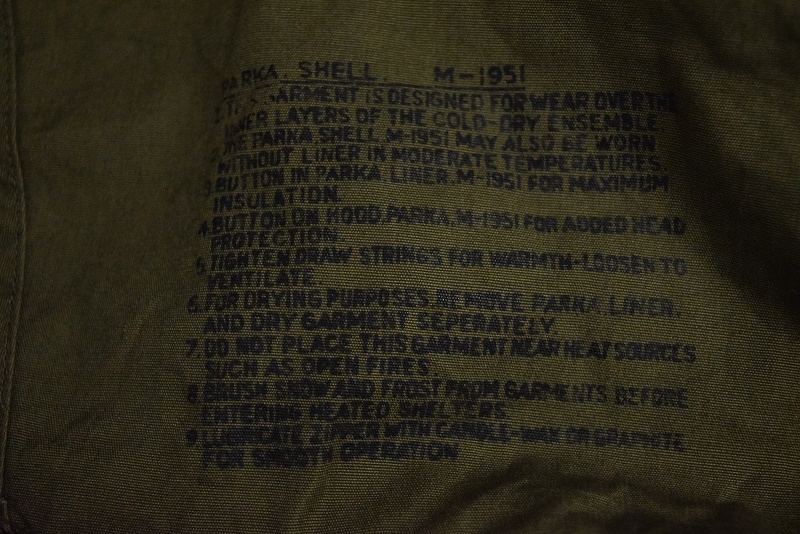 PARKA, SHELL, M-1951
1. THIS GARMENT IS DESIGNED FOR WEAR OVER THE
INNER LAYERS OF THE COLD-DRY ENSEMBLE.
2. THE PARKA SHELL, M-1951 MAY ALSO BE WORN
WITHOUT LINER IN MODERATE TEMPERATURES.
3. BUTTON IN PARKA LINER, M-1951 FOR MAXIMUM
INSULATION.
4. BUTTON ON HOOD, PARKA, M-1951 FOR ADDED HEAD
PROTECTION.
5. TIGHTEN DRAW STRINGS FOR WARMTH-LOOSEN TO
VENTILATE.
6. FOR DRYING PURPOSES, REMOVE PARKA, LINER,
AND DRY GARMENT SEPERATELY
7. DO NOT PLACE THIS GARMENT NEAR HEAT SOURCES
SUCH AS OPEN FIRES.
8. BRUSH SNOW AND FROST FROM GARMENTS BEFORE
ENTERING HEATED SHELTERS
9. LUBRICATE ZIPPER WITH CANDLE-WAX OR GRAPHITE
FOR SMOOTH OPERATION